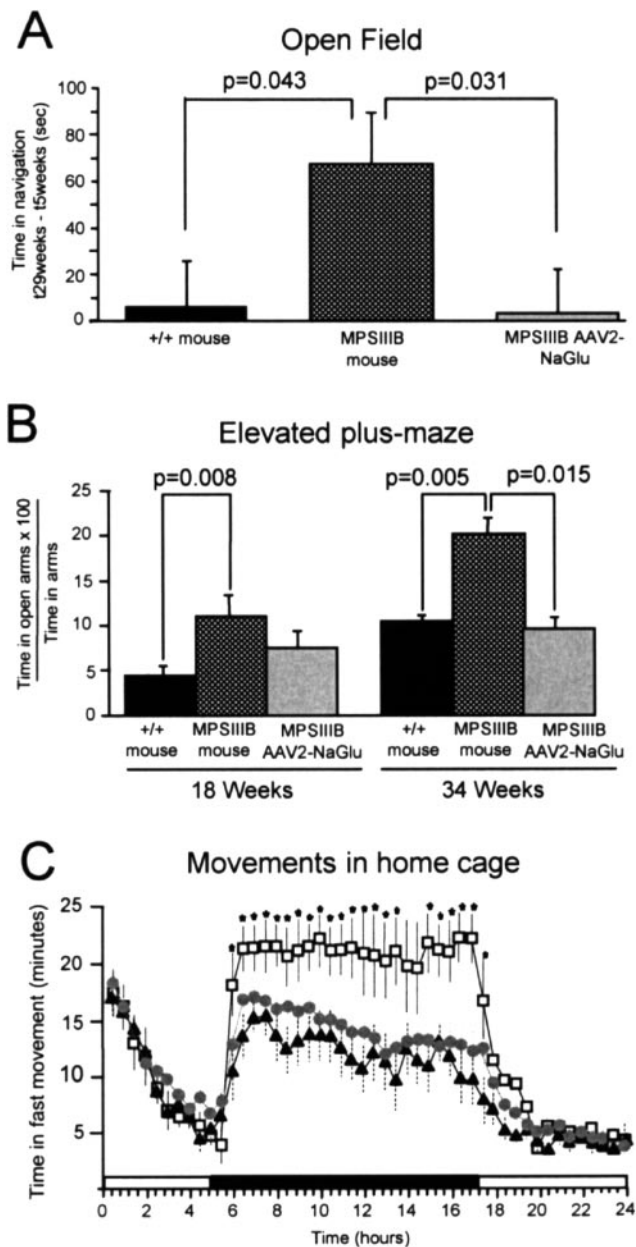 A
Open Field
p=0.043
p=0.031
Time in navigation
t29weeks - t5weeks (sec)
100
80
60
40
20
0
+/+ mouse
MPSIIIB
mouse
MPSIIIB AAV2-
NaGlu
B
Elevated plus-maze
p=0.008
p=0.005
p=0.015
Time in open arms x 100
Time in arms
25
20
15
10
5
0
+/+
mouse
MPSIIIB
mouse
MPSIIIB
AAV2-NaGlu
+/+
mouse
MPSIIIB
mouse
MPSIIIB
AAV2-NaGlu
18 Weeks
34 Weeks
C
Movements in home cage
Time in fast movement (minutes)
25
20
15
10
5
0 2 4 6 8 10 12 14 16 18 20 22 24
Time (hours)